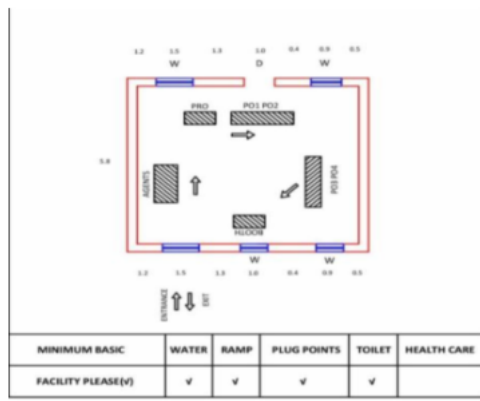 1.2 1.5 1.3 1.0 0.4 0.9 0.5
W D W
PRO PO1 PO2
5.8
AGENTS
PO3 PO4
BOOTH
W W
1.2 1.5 1.3 1.0 0.4 0.9 0.5
ENTRANCE EXIT
MINIMUM BASIC WATER RAMP PLUG POINTS TOILET HEALTH CARE
FACILITY PLEASE(√) √ √ √ √